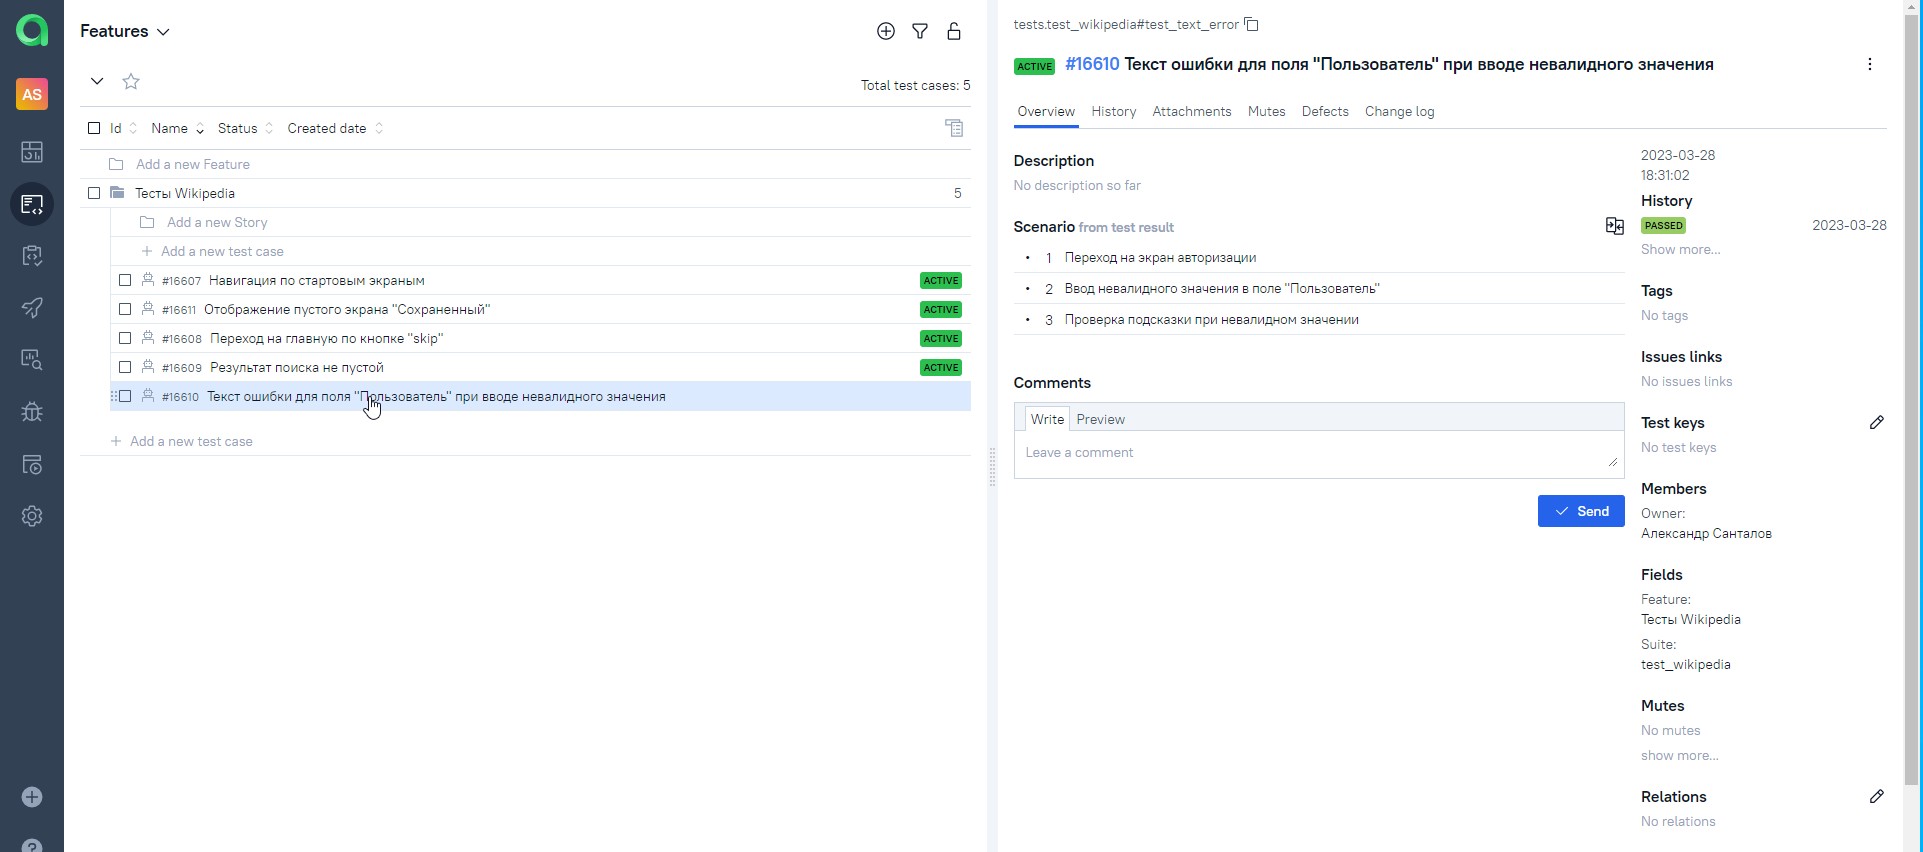 AS
Features
Total test cases: 5
Id Name Status Created date
Add a new Feature
Тесты Wikipedia 5
Add a new Story
Add a new test case
#16607 Навигация по стартовым экраным ACTIVE
#16611 Отображение пустого экрана "Сохраненный" ACTIVE
#16608 Переход на главную по кнопке "skip" ACTIVE
#16609 Результат поиска не пустой ACTIVE
#16610 Текст ошибки для поля "Пользователь" при вводе невалидного значения
Add a new test case
tests.test_wikipedia#test_text_error
ACTIVE #16610 Текст ошибки для поля "Пользователь" при вводе невалидного значения
Overview History Attachments Mutes Defects Change log
Description
No description so far
Scenario from test result
1 Переход на экран авторизации
2 Ввод невалидного значения в поле "Пользователь"
3 Проверка подсказки при невалидном значении
Comments
Write Preview
Leave a comment
Send
2023-03-28
18:31:02
History
PASSED 2023-03-28
Show more...
Tags
No tags
Issues links
No issues links
Test keys
No test keys
Members
Owner:
Александр Санталов
Fields
Feature:
Тесты Wikipedia
Suite:
test_wikipedia
Mutes
No mutes
show more...
Relations
No relations